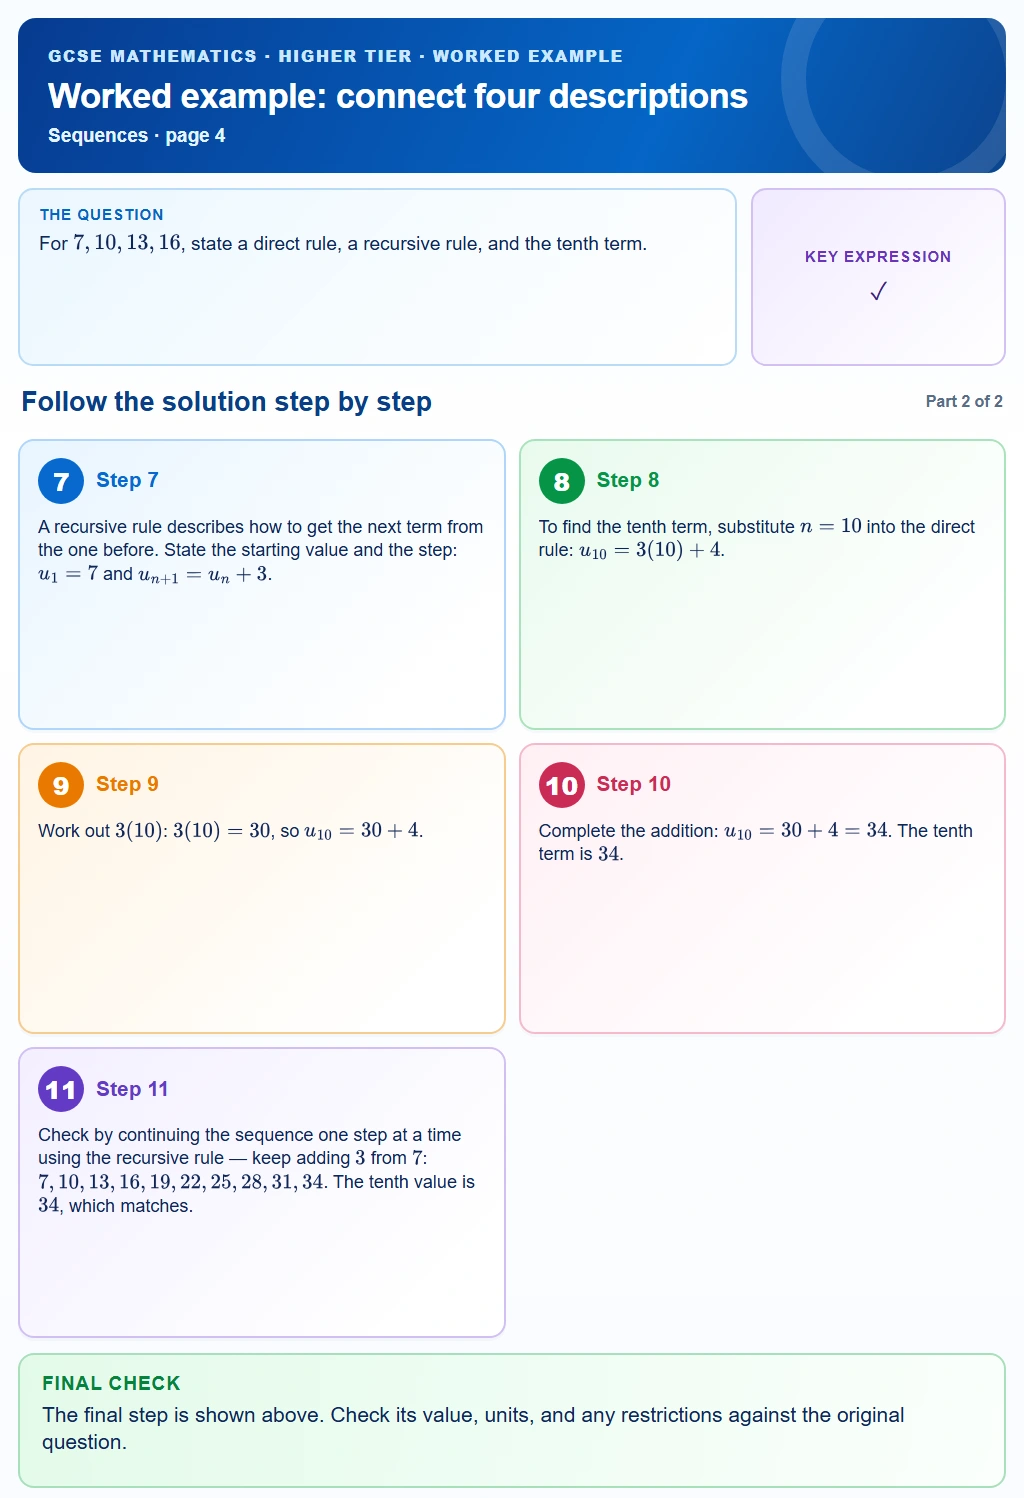 GCSE MATHEMATICS · HIGHER TIER · WORKED EXAMPLE
Worked example: connect four descriptions
Sequences · page 4
THE QUESTION
For 7, 10, 13, 16, state a direct rule, a recursive rule, and the tenth term.
KEY EXPRESSION
✓
Follow the solution step by step
Part 2 of 2
7 Step 7
A recursive rule describes how to get the next term from
the one before. State the starting value and the step:
u₁ = 7 and uₙ₊₁ = uₙ + 3.
8 Step 8
To find the tenth term, substitute n = 10 into the direct
rule: u₁₀ = 3(10) + 4.
9 Step 9
Work out 3(10): 3(10) = 30, so u₁₀ = 30 + 4.
10 Step 10
Complete the addition: u₁₀ = 30 + 4 = 34. The tenth
term is 34.
11 Step 11
Check by continuing the sequence one step at a time
using the recursive rule — keep adding 3 from 7:
7, 10, 13, 16, 19, 22, 25, 28, 31, 34. The tenth value is
34, which matches.
FINAL CHECK
The final step is shown above. Check its value, units, and any restrictions against the original
question.